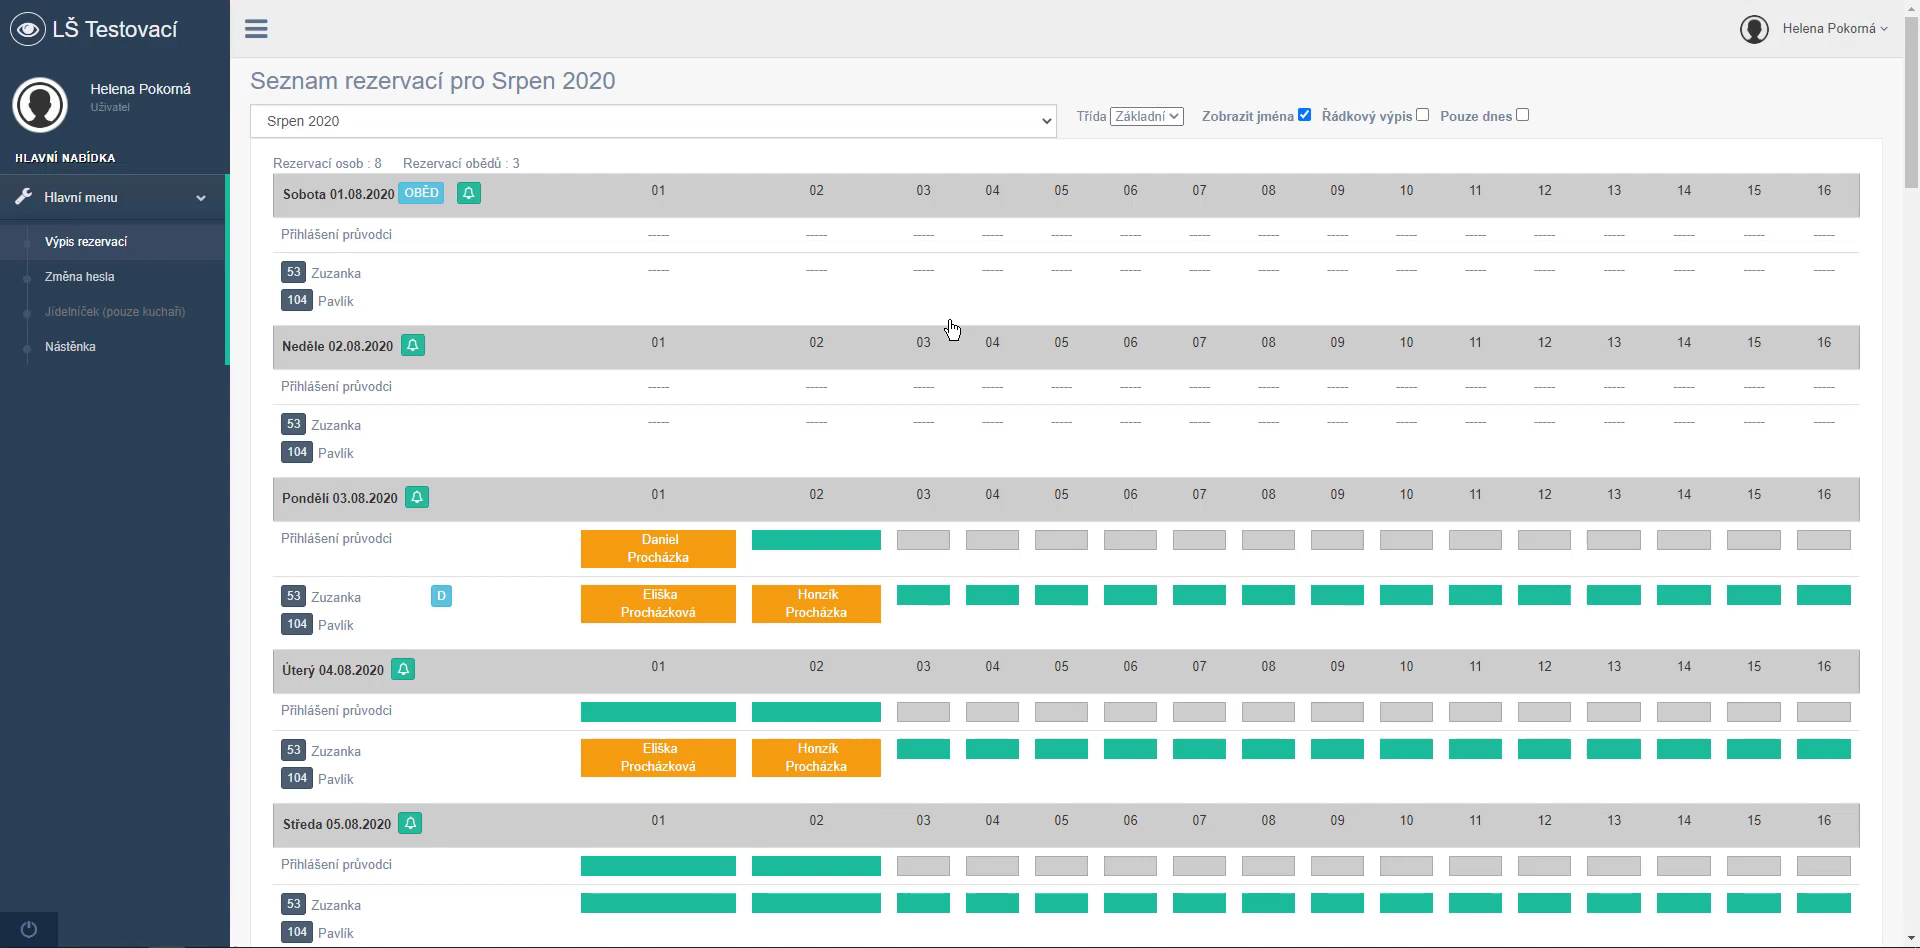 LŠ Testovací
Helena Pokorná
Helena Pokorná
Uživatel
HLAVNÍ NABÍDKA
Hlavní menu
Výpis rezervací
Změna hesla
Jídelníček (pouze kuchaři)
Nástěnka
Seznam rezervací pro Srpen 2020
Srpen 2020
Třída Základní Zobrazit jména Řádkový výpis Pouze dnes
Rezervací osob : 8 Rezervací obědů : 3
Sobota 01.08.2020 OBĚD 01 02 03 04 05 06 07 08 09 10 11 12 13 14 15 16
Přihlášení průvodci ----- ----- ----- ----- ----- ----- ----- ----- ----- ----- ----- ----- ----- ----- ----- -----
53 Zuzanka ----- ----- ----- ----- ----- ----- ----- ----- ----- ----- ----- ----- ----- ----- ----- -----
104 Pavlík
Neděle 02.08.2020 01 02 03 04 05 06 07 08 09 10 11 12 13 14 15 16
Přihlášení průvodci ----- ----- ----- ----- ----- ----- ----- ----- ----- ----- ----- ----- ----- ----- ----- -----
53 Zuzanka ----- ----- ----- ----- ----- ----- ----- ----- ----- ----- ----- ----- ----- ----- ----- -----
104 Pavlík
Pondělí 03.08.2020 01 02 03 04 05 06 07 08 09 10 11 12 13 14 15 16
Přihlášení průvodci Daniel
Procházka
53 Zuzanka D Eliška Honzík
Procházková Procházka
104 Pavlík
Úterý 04.08.2020 01 02 03 04 05 06 07 08 09 10 11 12 13 14 15 16
Přihlášení průvodci
53 Zuzanka Eliška Honzík
Procházková Procházka
104 Pavlík
Středa 05.08.2020 01 02 03 04 05 06 07 08 09 10 11 12 13 14 15 16
Přihlášení průvodci
53 Zuzanka
104 Pavlík